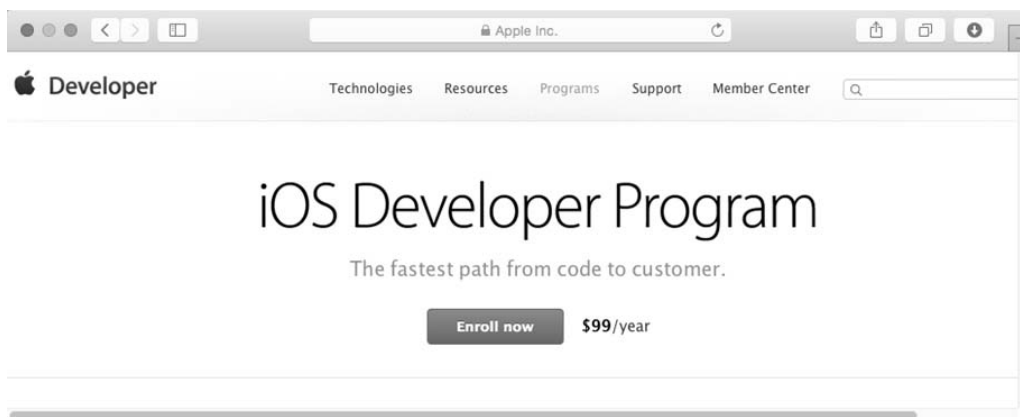 Apple Inc.
Developer
Technologies Resources Programs Support Member Center
iOS Developer Program
The fastest path from code to customer.
Enroll now $99/year